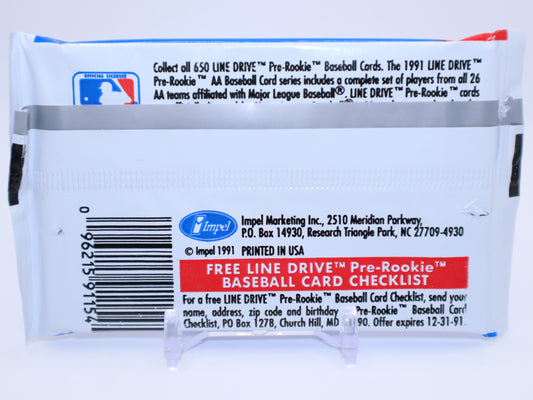 Collect all 650 LINE DRIVE™ Pre-Rookie™ Baseball Cards. The 1991 LINE DRIVE™
Pre-Rookie™ AA Baseball Card series includes a complete set of players from all 26
AA teams affiliated with Major League Baseball®. LINE DRIVE™ Pre-Rookie™ cards
OFFICIAL LICENSEE
0 96215 91154
Impel
Impel Marketing Inc., 2510 Meridian Parkway,
P.O. Box 14930, Research Triangle Park, NC 27709-4930
© Impel 1991 PRINTED IN USA
FREE LINE DRIVE™ Pre-Rookie™
BASEBALL CARD CHECKLIST
For a free LINE DRIVE™ Pre-Rookie™ Baseball Card Checklist, send your
name, address, zip code and birthday Pre-Rookie™ Baseball Card
Checklist, PO Box 1278, Church Hill, MD 90. Offer expires 12-31-91.